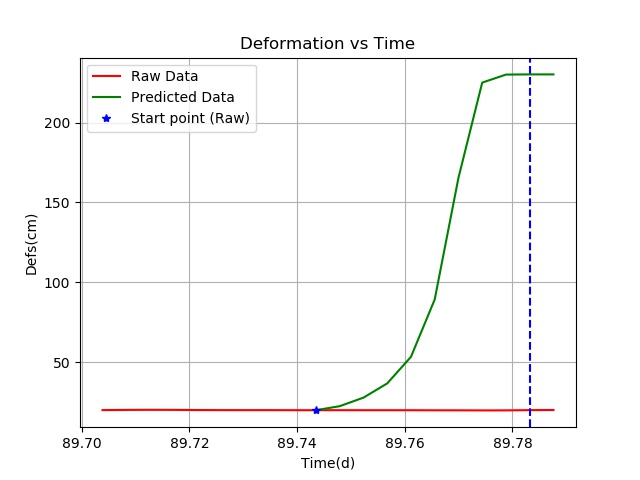 Deformation vs Time
Raw Data
Predicted Data
Start point (Raw)
200
150
100
50
Defs(cm)
89.70 89.72 89.74 89.76 89.78
Time(d)